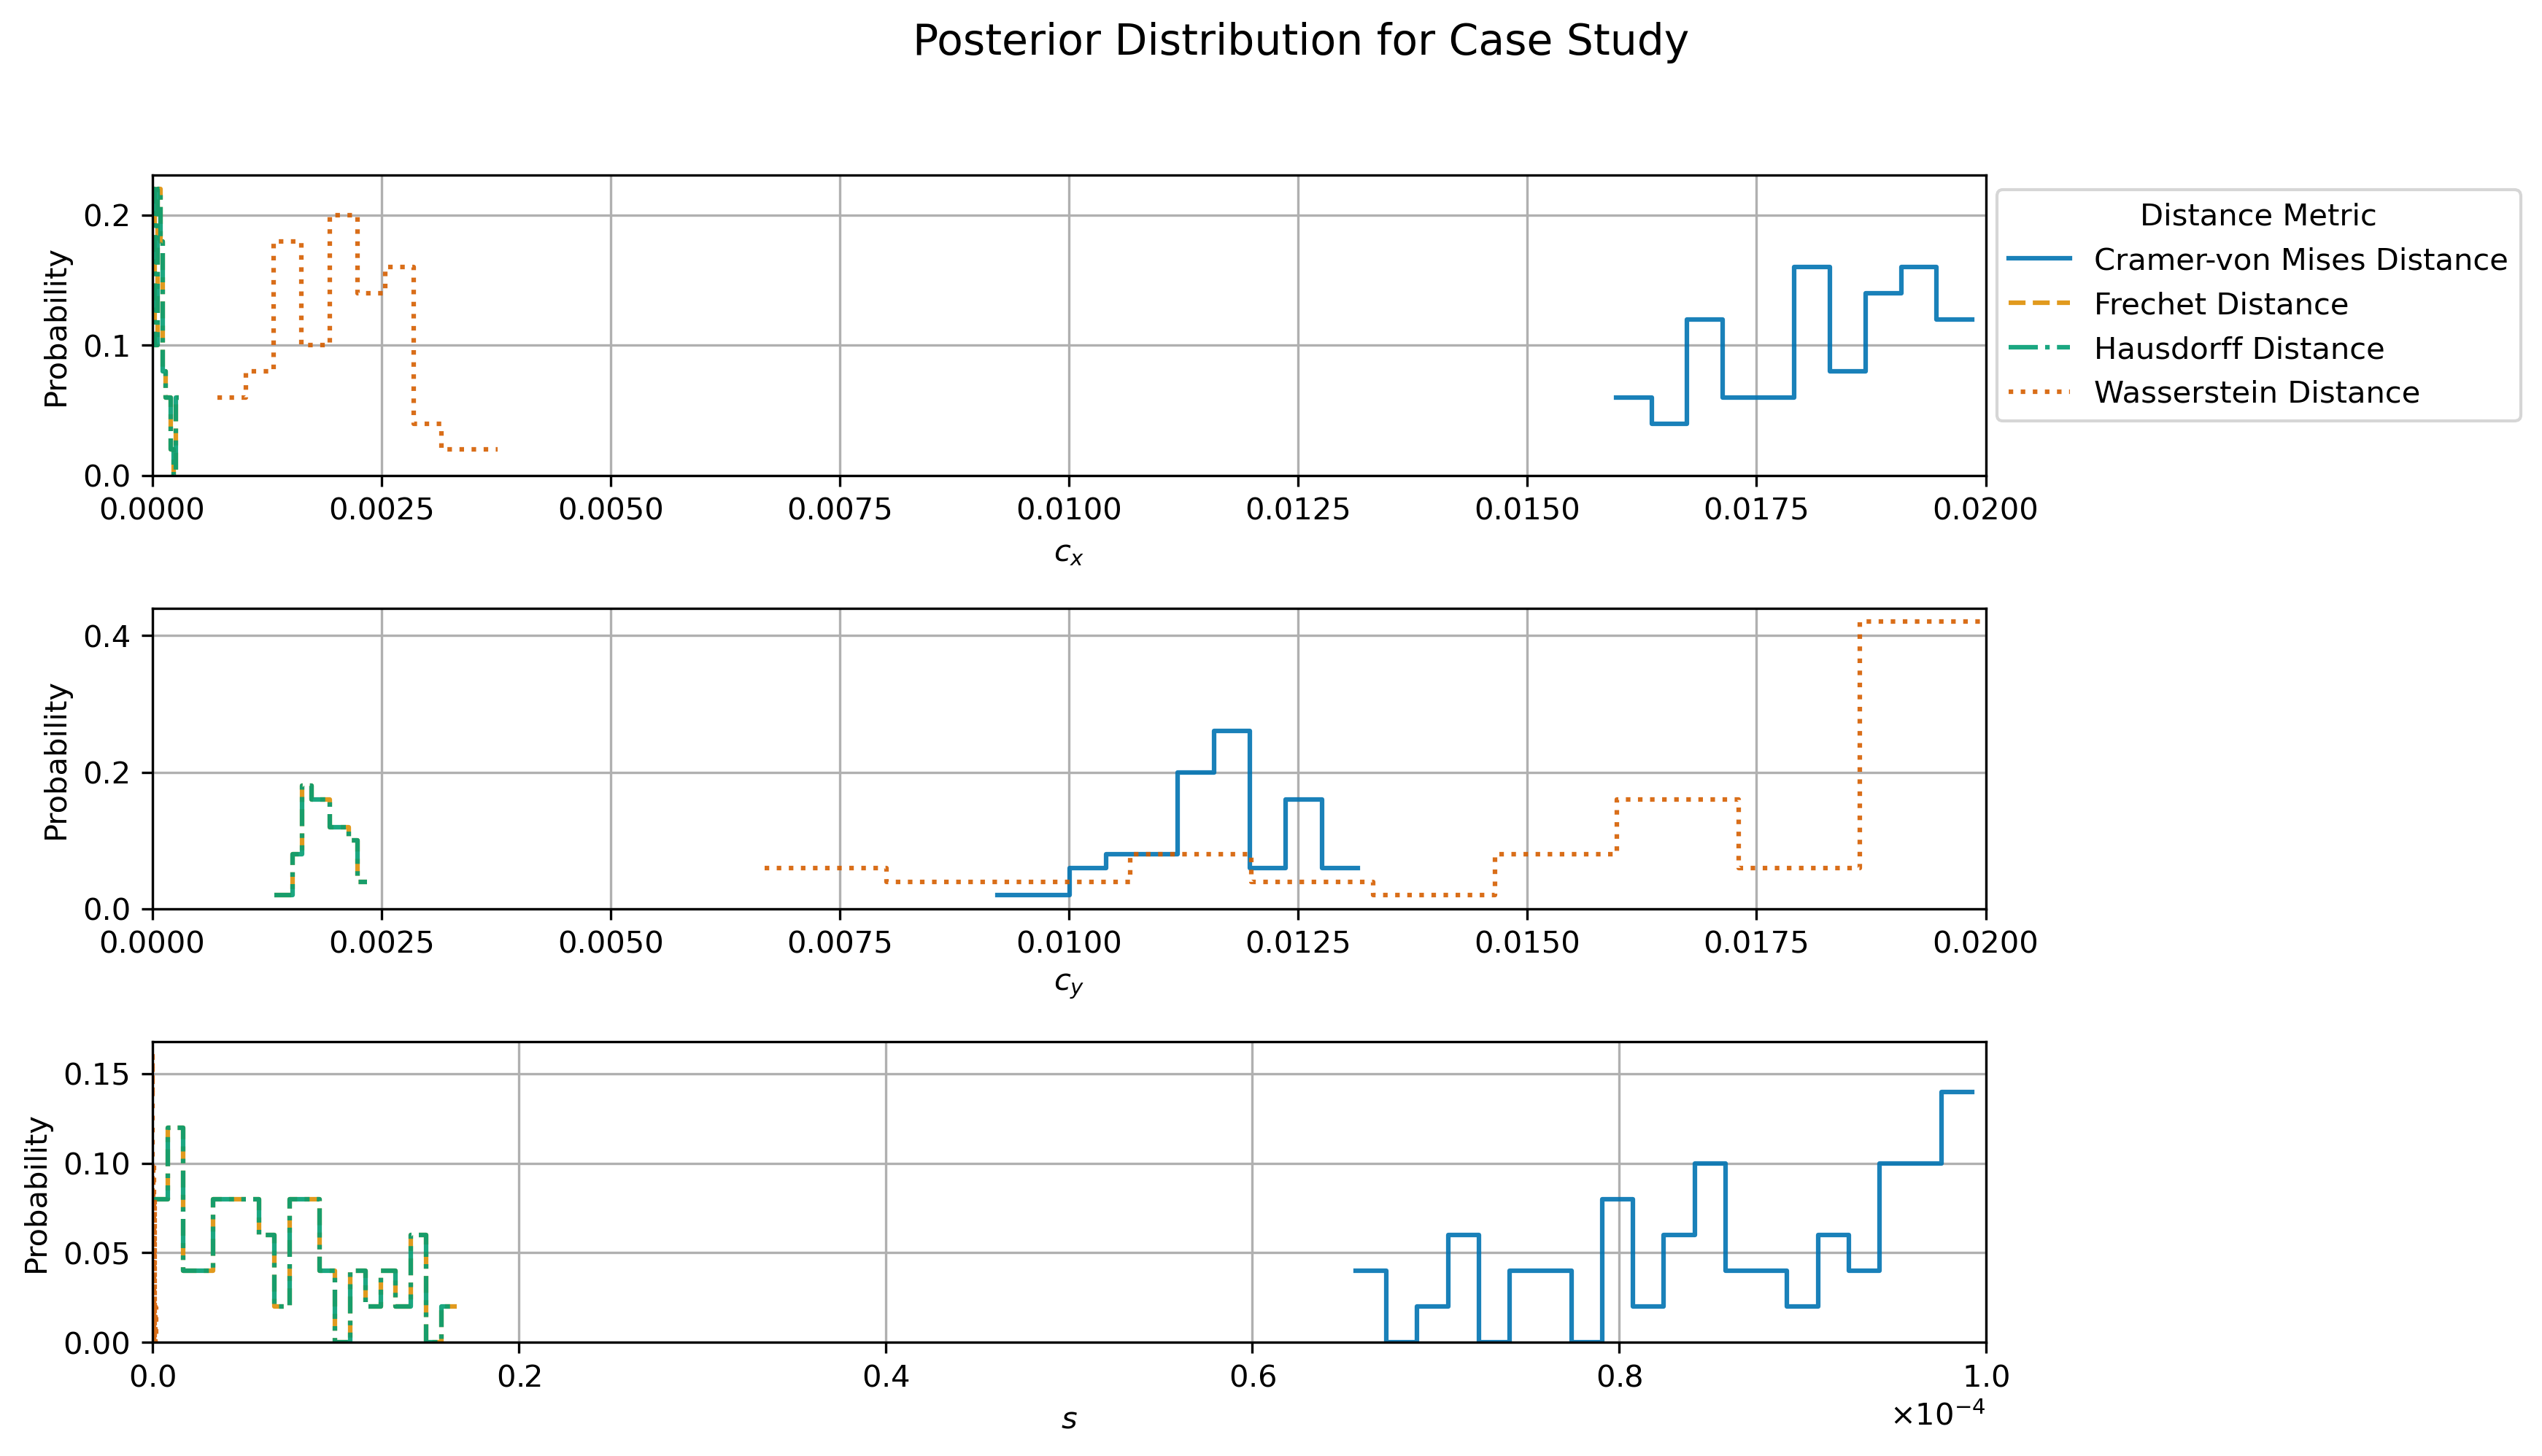 Posterior Distribution for Case Study
Probability
0.2
0.1
0.0
0.0000 0.0025 0.0050 0.0075 0.0100 0.0125 0.0150 0.0175 0.0200
c_x
Distance Metric
Cramer-von Mises Distance
Frechet Distance
Hausdorff Distance
Wasserstein Distance
Probability
0.4
0.2
0.0
0.0000 0.0025 0.0050 0.0075 0.0100 0.0125 0.0150 0.0175 0.0200
c_y
Probability
0.15
0.10
0.05
0.00
0.0 0.2 0.4 0.6 0.8 1.0
×10⁻⁴
s